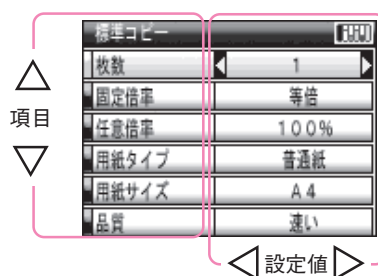 標準コピー
枚数 1
固定倍率 等倍
任意倍率 100%
用紙タイプ 普通紙
用紙サイズ A4
品質 速い
項目
設定値